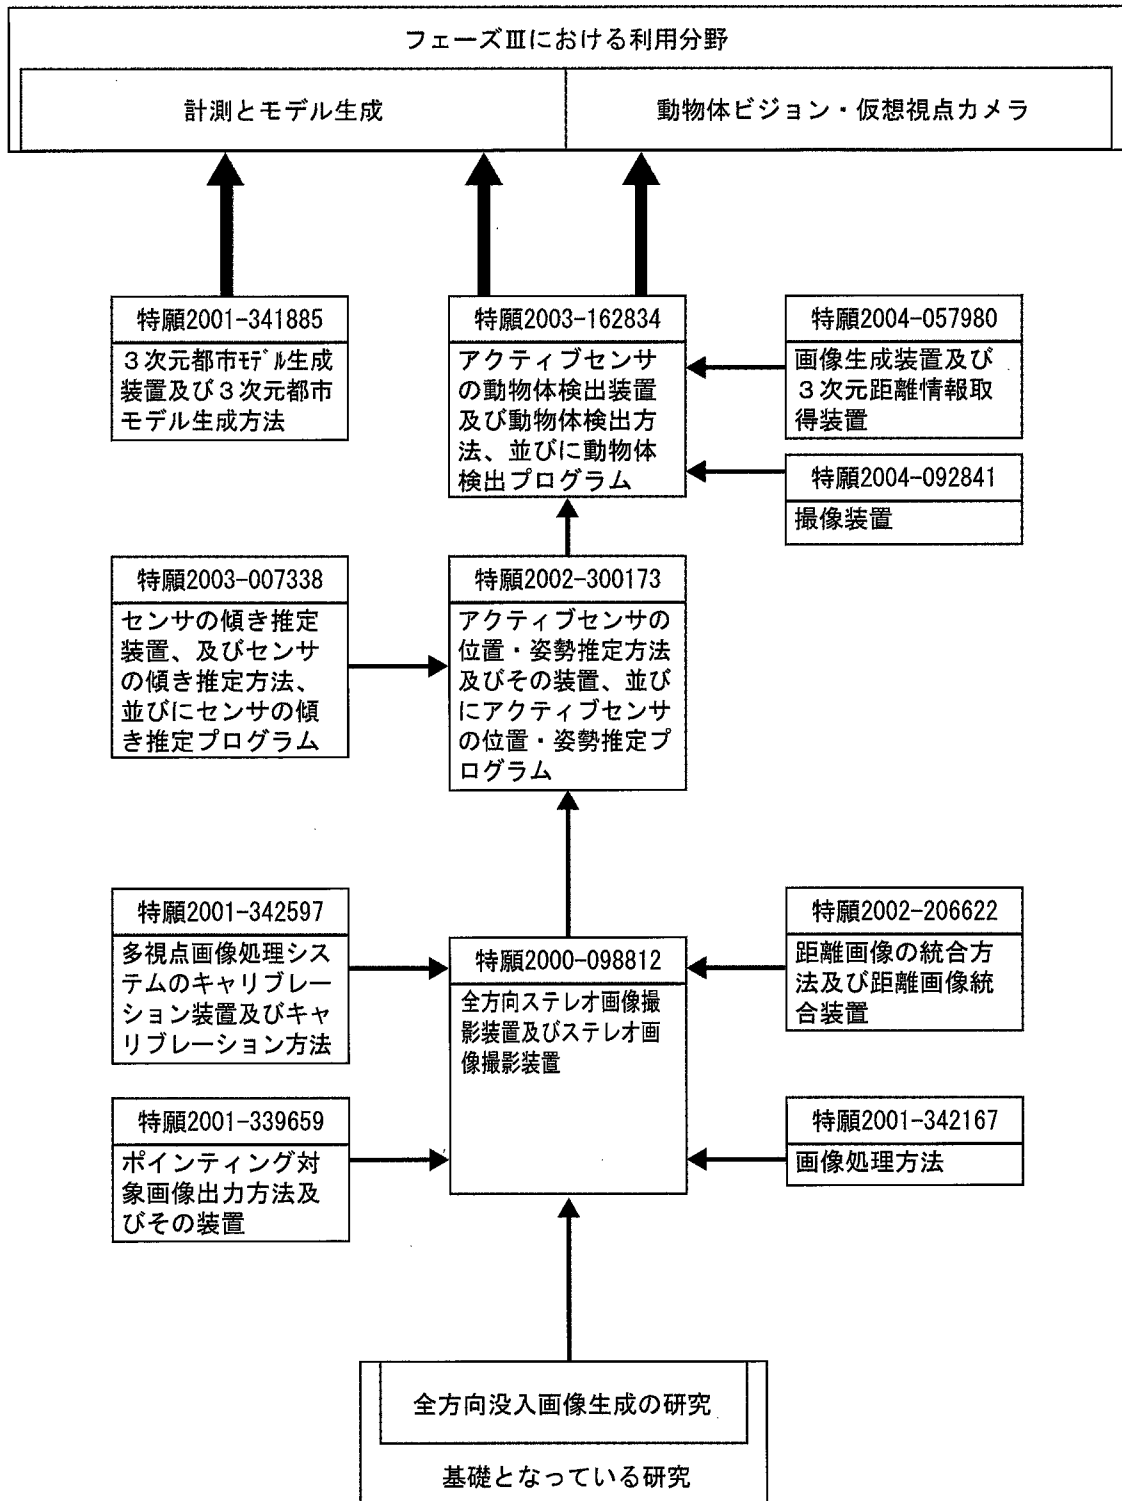 フェーズⅢにおける利用分野
計測とモデル生成
動物体ビジョン・仮想視点カメラ
特願2001-341885
３次元都市ﾓﾃﾞﾙ生成
装置及び３次元都市
モデル生成方法
特願2003-162834
アクティブセンサ
の動物体検出装置
及び動物体検出方
法、並びに動物体
検出プログラム
特願2004-057980
画像生成装置及び
３次元距離情報取
得装置
特願2004-092841
撮像装置
特願2003-007338
センサの傾き推定
装置、及びセンサ
の傾き推定方法、
並びにセンサの傾
き推定プログラム
特願2002-300173
アクティブセンサの
位置・姿勢推定方法
及びその装置、並び
にアクティブセンサ
の位置・姿勢推定プ
ログラム
特願2001-342597
多視点画像処理シス
テムのキャリブレー
ション装置及びキャ
リブレーション方法
特願2000-098812
全方向ステレオ画像撮
影装置及びステレオ画
像撮影装置
特願2002-206622
距離画像の統合方
法及び距離画像統
合装置
特願2001-339659
ポインティング対
象画像出力方法及
びその装置
特願2001-342167
画像処理方法
全方向没入画像生成の研究
基礎となっている研究